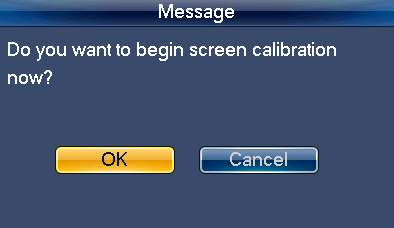 Message
Do you want to begin screen calibration
now?
OK Cancel